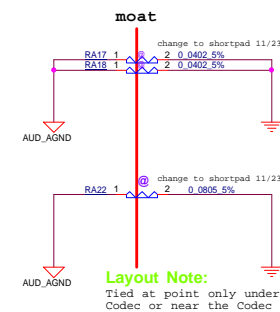 moat
change to shortpad 11/23
RA17 1 @ 2 0_0402_5%
RA18 1 @ 2 0_0402_5%
AUD_AGND
change to shortpad 11/23
RA22 1 @ 2 0_0805_5%
AUD_AGND
Layout Note:
Tied at point only under
Codec or near the Codec